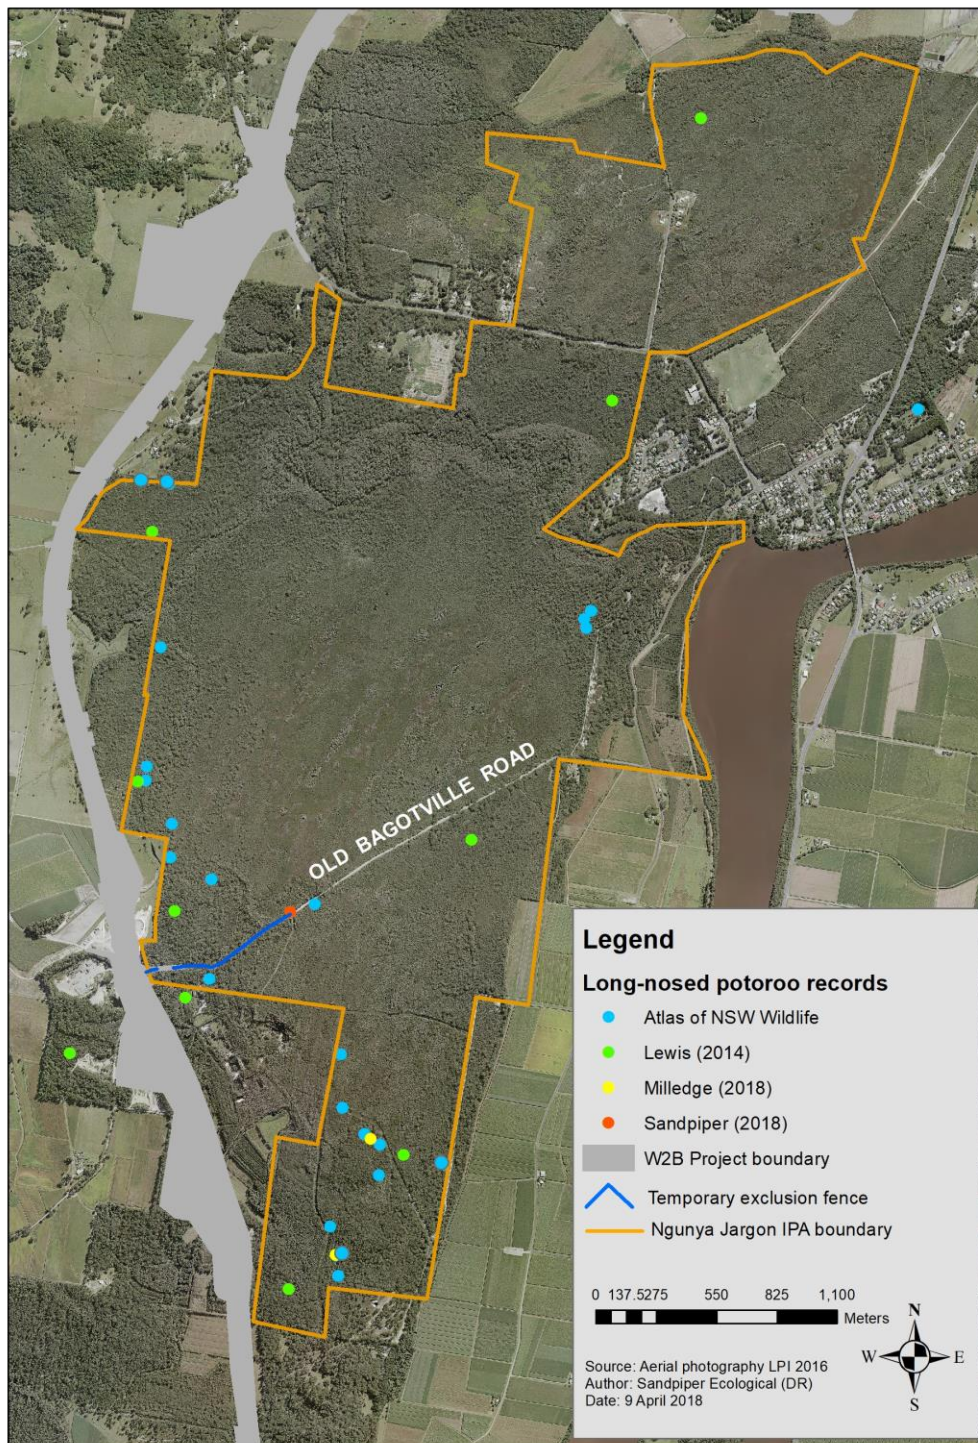 OLD BAGOTVILLE ROAD
Legend
Long-nosed potoroo records
Atlas of NSW Wildlife
Lewis (2014)
Milledge (2018)
Sandpiper (2018)
W2B Project boundary
Temporary exclusion fence
Ngunya Jargon IPA boundary
0 137.5275 550 825 1,100
Meters
Source: Aerial photography LPI 2016
Author: Sandpiper Ecological (DR)
Date: 9 April 2018
N
W E
S